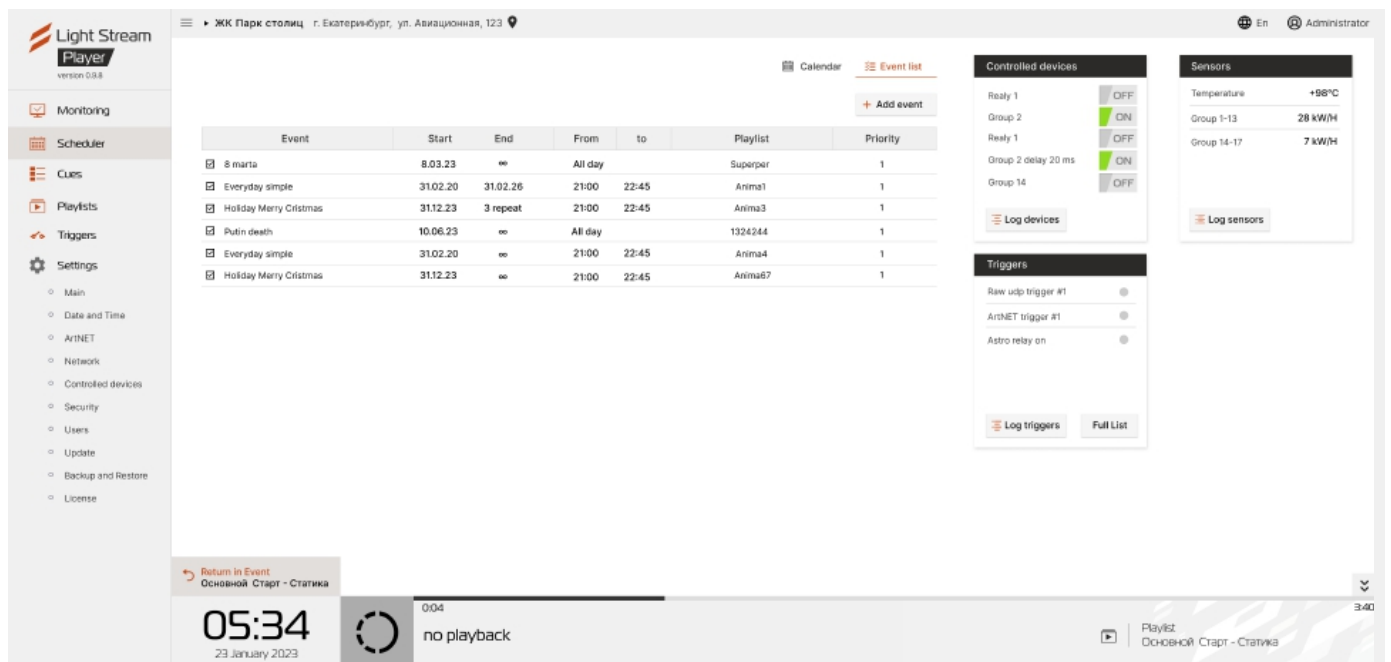 Light Stream
Player
version 0.9.8
ЖК Парк столиц г. Екатеринбург, ул. Авиационная, 123
En Administrator
Monitoring
Scheduler
Cues
Playlists
Triggers
Settings
Main
Date and Time
ArtNET
Network
Controlled devices
Security
Users
Update
Backup and Restore
License
Calendar Event list
+ Add event
Event Start End From to Playlist Priority
8 marta 8.03.23 ∞ All day Superper 1
Everyday simple 31.02.20 31.02.26 21:00 22:45 Anima1 1
Holiday Merry Cristmas 31.12.23 3 repeat 21:00 22:45 Anima3 1
Putin death 10.06.23 ∞ All day 1324244 1
Everyday simple 31.02.20 ∞ 21:00 22:45 Anima4 1
Holiday Merry Cristmas 31.12.23 ∞ 21:00 22:45 Anima67 1
Controlled devices
Realy 1 OFF
Group 2 ON
Realy 1 OFF
Group 2 delay 20 ms ON
Group 14 OFF
Log devices
Sensors
Temperature +98°C
Group 1-13 28 kW/H
Group 14-17 7 kW/H
Log sensors
Triggers
Raw udp trigger #1
ArtNET trigger #1
Astro relay on
Log triggers Full List
Return in Event
Основной Старт - Статика
05:34
23 January 2023
0:04
no playback
3:40
Playlist
Основной Старт - Статика